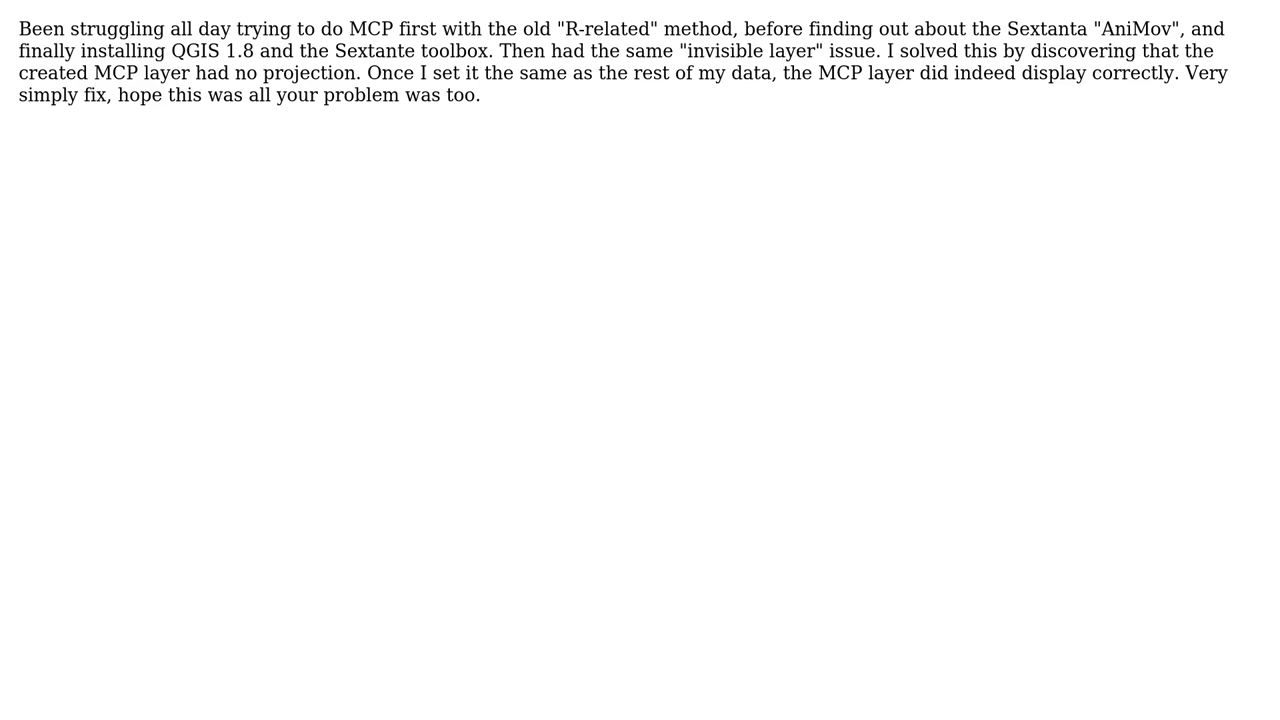 Been struggling all day trying to do MCP first with the old "R-related" method, before finding out about the Sextanta "AniMov", and
finally installing QGIS 1.8 and the Sextante toolbox. Then had the same "invisible layer" issue. I solved this by discovering that the
created MCP layer had no projection. Once I set it the same as the rest of my data, the MCP layer did indeed display correctly. Very
simply fix, hope this was all your problem was too.